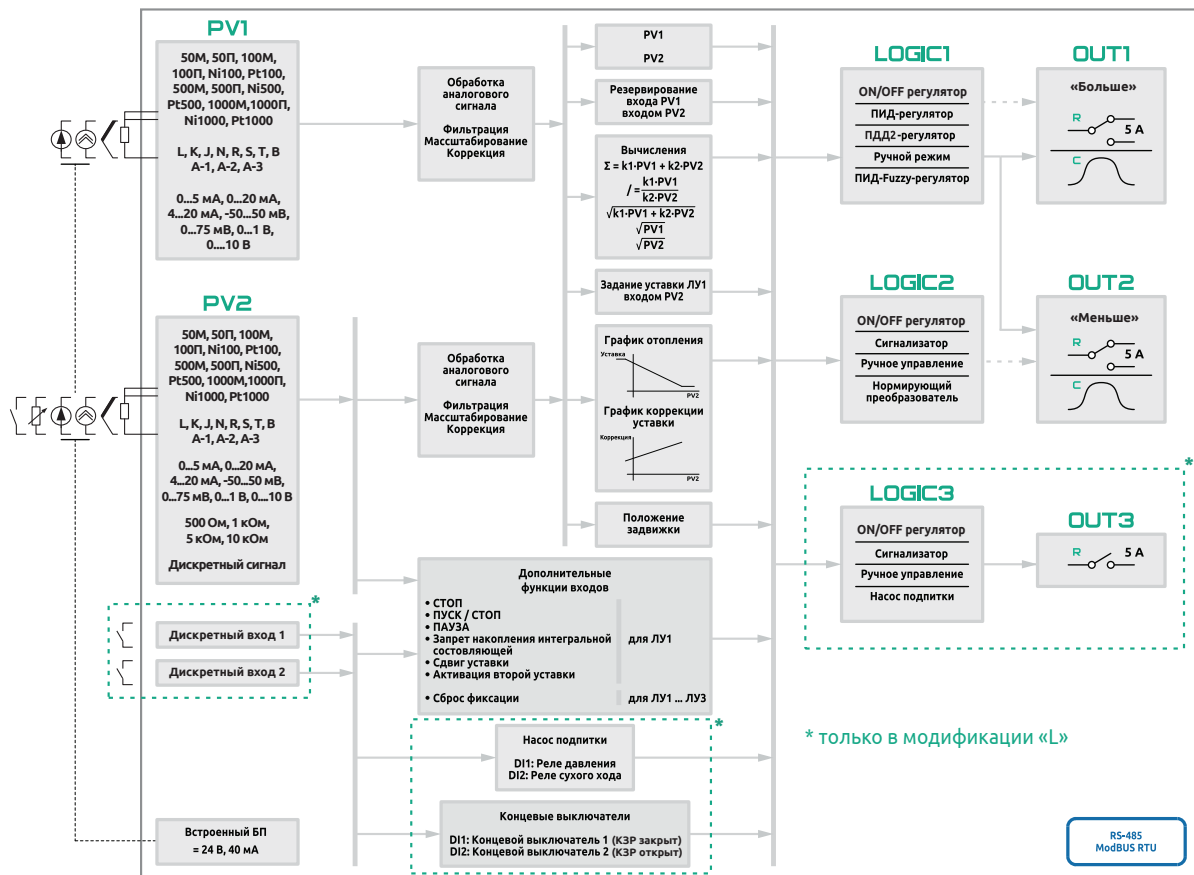 PV1
50М, 50П, 100М,
100П, Ni100, Pt100,
500М, 500П, Ni500,
Pt500, 1000М,1000П,
Ni1000, Pt1000
L, K, J, N, R, S, T, B
A-1, A-2, A-3
0...5 мА, 0...20 мА,
4...20 мА, -50...50 мВ,
0...75 мВ, 0...1 В,
0....10 В
PV2
50М, 50П, 100М,
100П, Ni100, Pt100,
500М, 500П, Ni500,
Pt500, 1000М,1000П,
Ni1000, Pt1000
L, K, J, N, R, S, T, B
A-1, A-2, A-3
0...5 мА, 0...20 мА,
4...20 мА, -50...50 мВ,
0...75 мВ, 0...1 В, 0....10 В
500 Ом, 1 кОм,
5 кОм, 10 кОм
Дискретный сигнал
*
Дискретный вход 1
Дискретный вход 2
Встроенный БП
= 24 В, 40 мА
Обработка
аналогового
сигнала
Фильтрация
Масштабирование
Коррекция
Обработка
аналогового
сигнала
Фильтрация
Масштабирование
Коррекция
PV1
PV2
Резервирование
входа PV1
входом PV2
Вычисления
Σ = k1·PV1 + k2·PV2
/ = k1·PV1
k2·PV2
√k1·PV1 + k2·PV2
√PV1
√PV2
Задание уставки ЛУ1
входом PV2
График отопления
Уставка
PV2
График коррекции
уставки
Коррекция
PV2
Положение
задвижки
Дополнительные
функции входов
• СТОП
• ПУСК / СТОП
• ПАУЗА
• Запрет накопления интегральной
состовляющей
• Сдвиг уставки
• Активация второй уставки
для ЛУ1
• Сброс фиксации
для ЛУ1 ... ЛУ3
*
Насос подпитки
DI1: Реле давления
DI2: Реле сухого хода
Концевые выключатели
DI1: Концевой выключатель 1 (КЗР закрыт)
DI2: Концевой выключатель 2 (КЗР открыт)
LOGIC1
ON/OFF регулятор
ПИД-регулятор
ПДД2-регулятор
Ручной режим
ПИД-Fuzzy-регулятор
OUT1
«Больше»
R
5 А
C
LOGIC2
ON/OFF регулятор
Сигнализатор
Ручное управление
Нормирующий
преобразователь
OUT2
«Меньше»
R
5 А
C
*
LOGIC3
ON/OFF регулятор
Сигнализатор
Ручное управление
Насос подпитки
OUT3
R
5 А
* только в модификации «L»
RS-485
ModBUS RTU